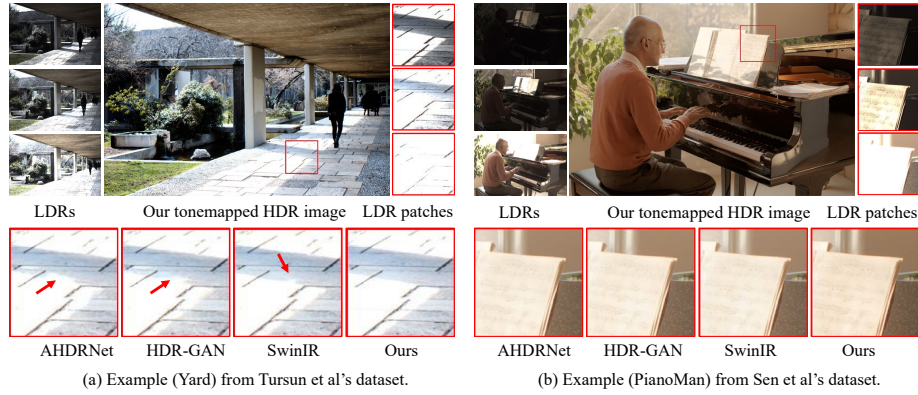 LDRs Our tonemapped HDR image LDR patches
LDRs Our tonemapped HDR image LDR patches
AHDRNet HDR-GAN SwinIR Ours
AHDRNet HDR-GAN SwinIR Ours
(a) Example (Yard) from Tursun et al's dataset.
(b) Example (PianoMan) from Sen et al's dataset.